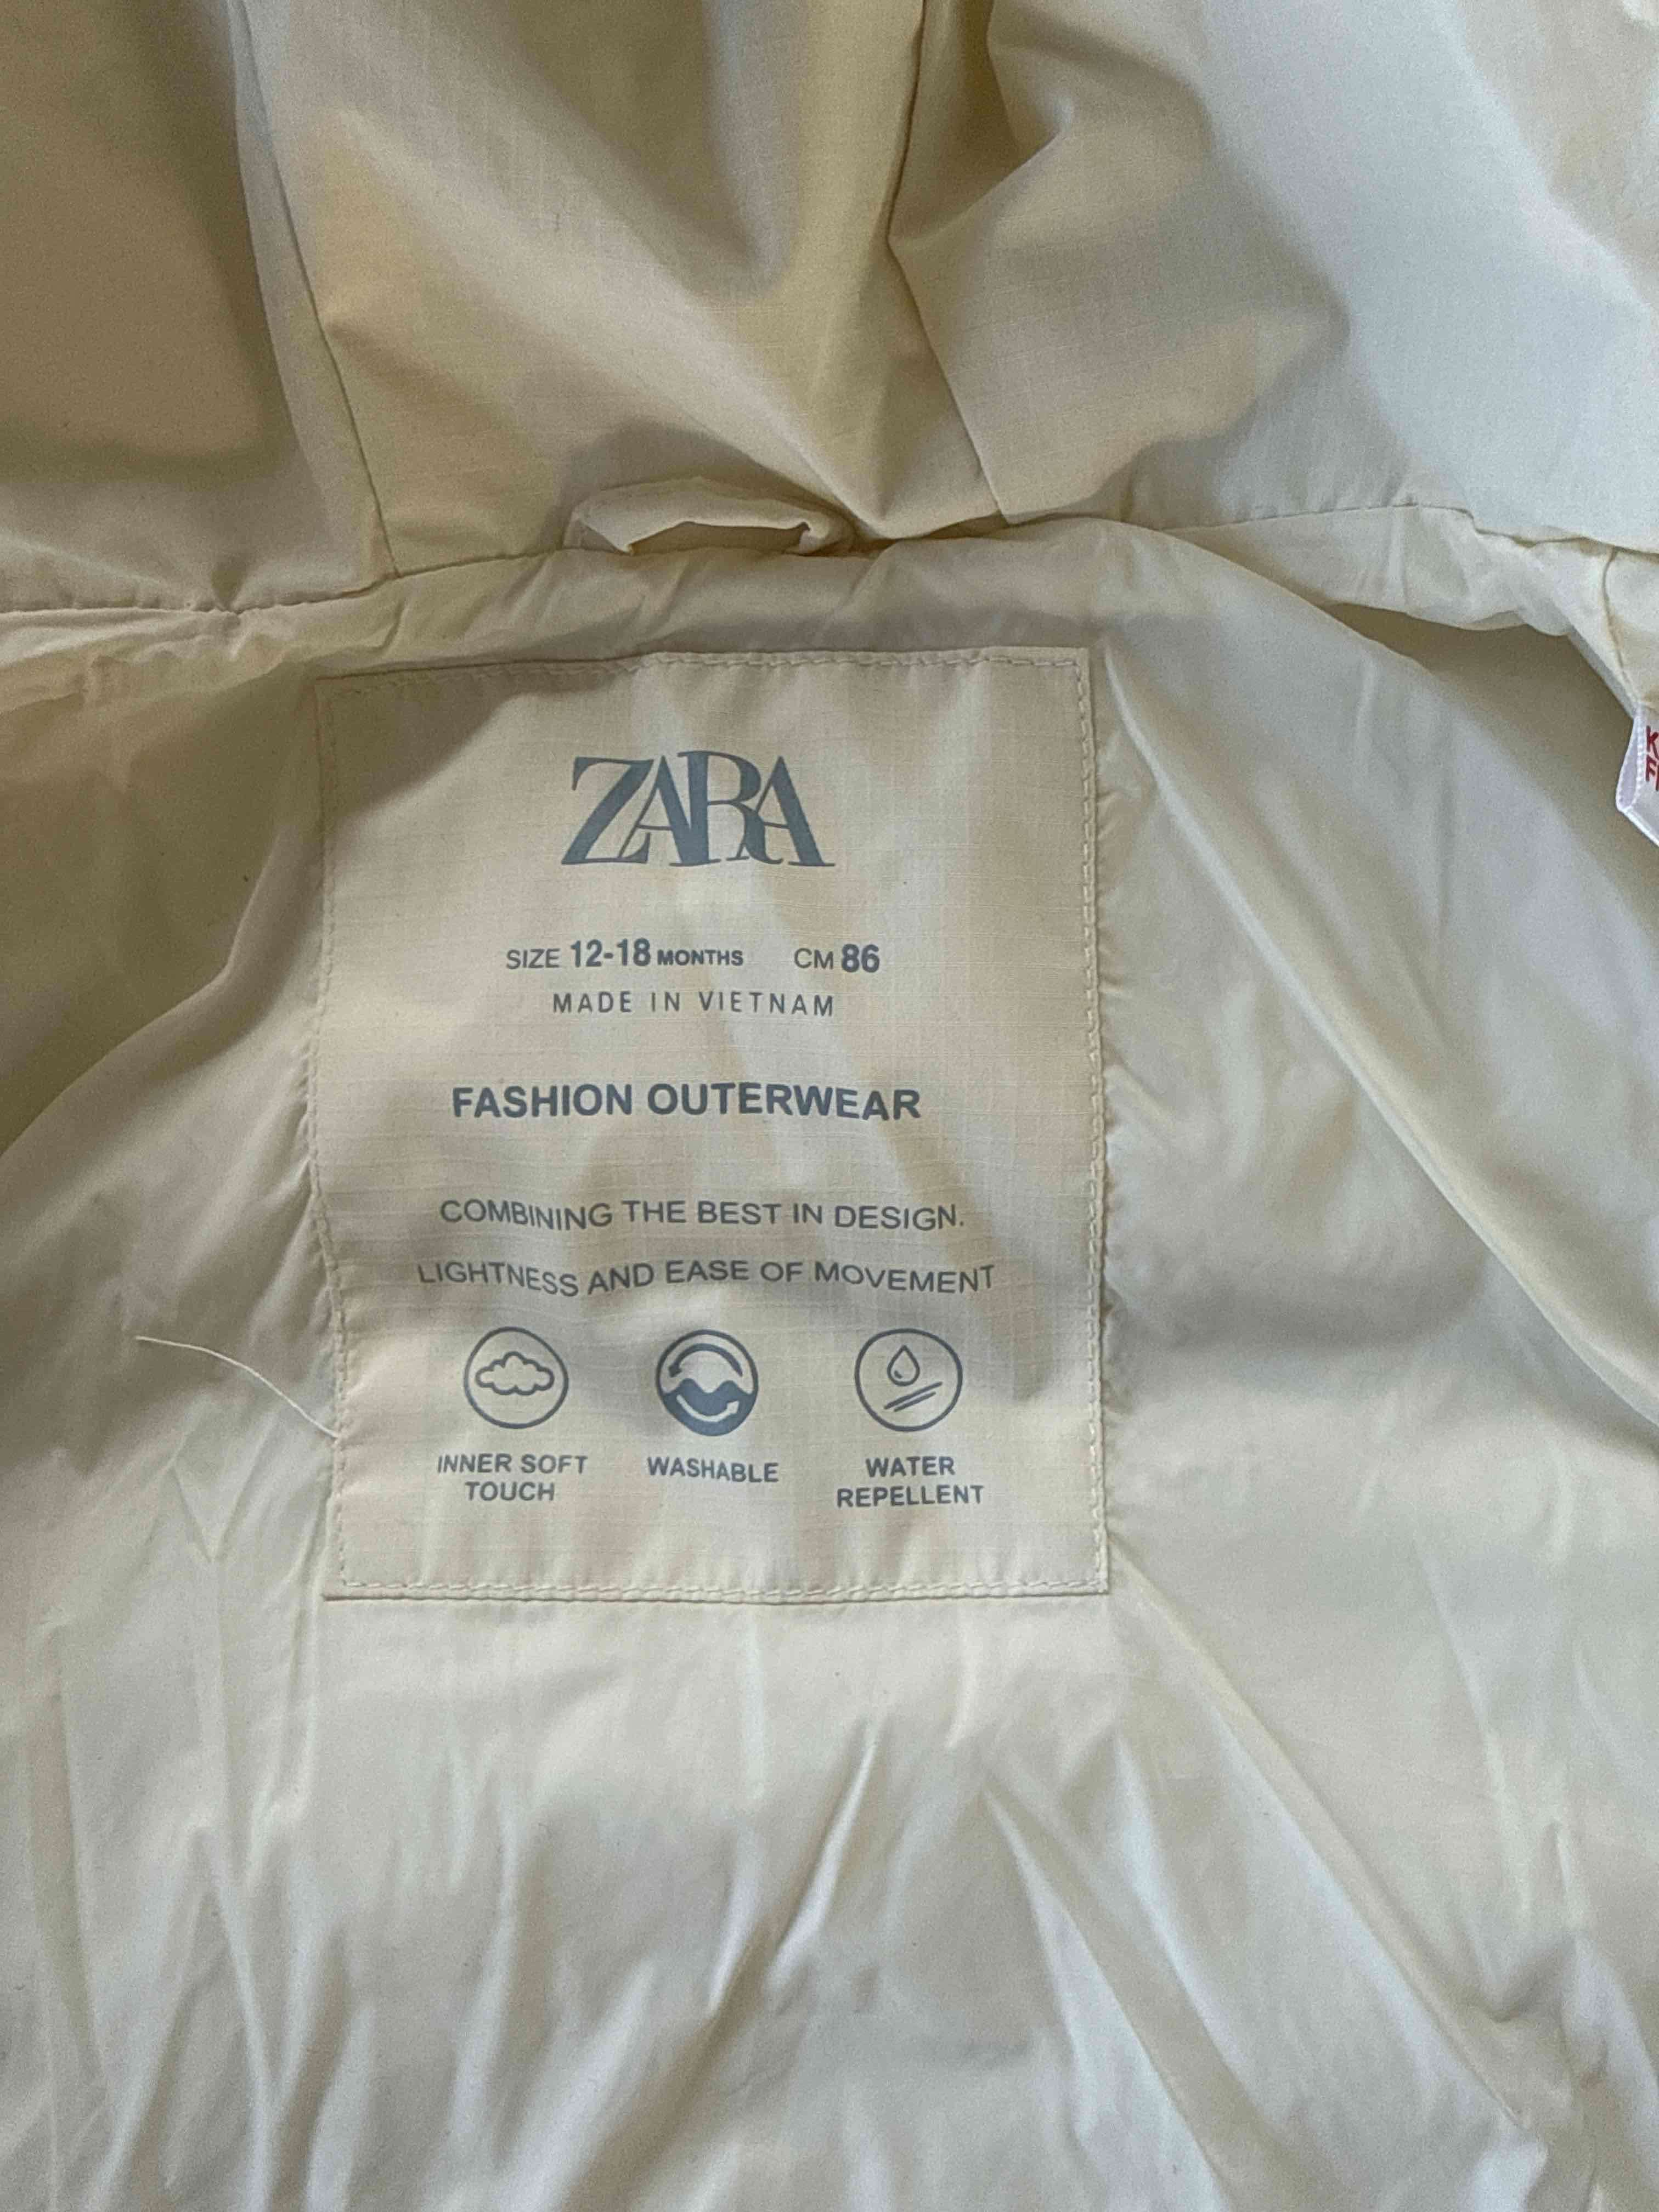 ZARA
SIZE 12-18 MONTHS CM 86
MADE IN VIETNAM
FASHION OUTERWEAR
COMBINING THE BEST IN DESIGN.
LIGHTNESS AND EASE OF MOVEMENT
INNER SOFT TOUCH
WASHABLE
WATER REPELLENT